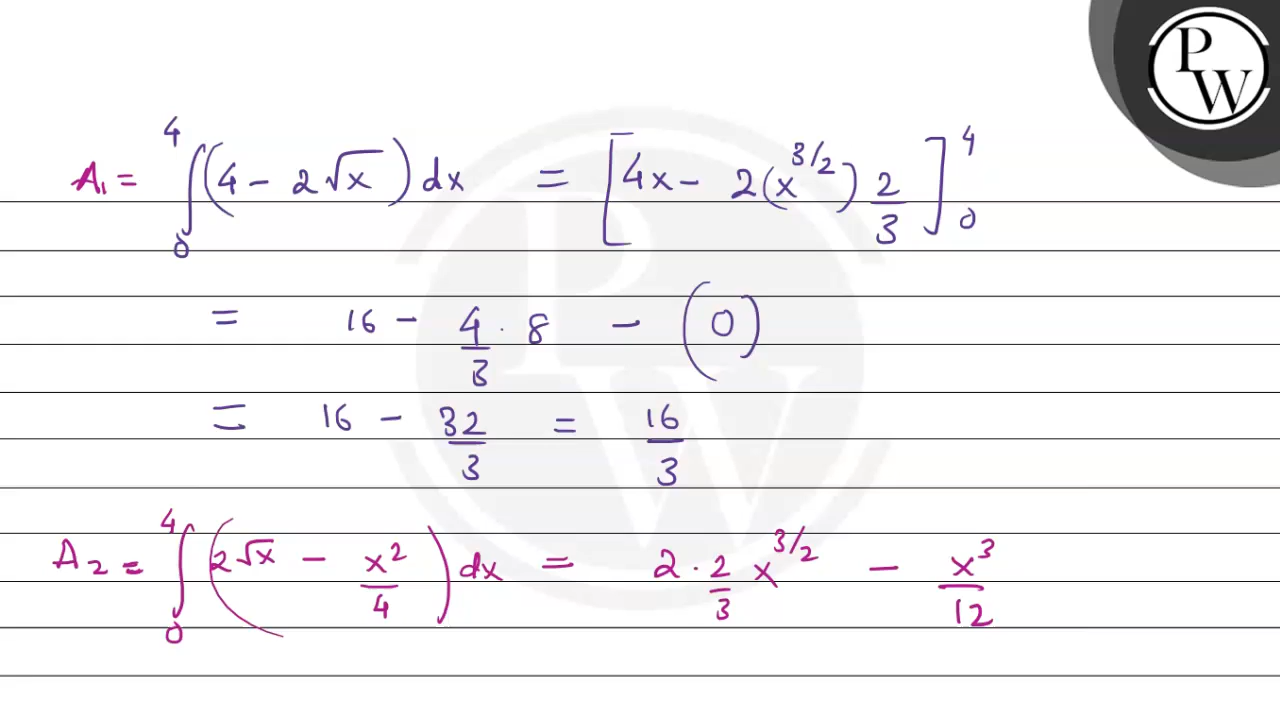 PW
A₁ = ∫₀⁴ (4 - 2√x) dx = [4x - 2(x^{3/2}) 2/3]₀⁴
= 16 - 4/3 · 8 - (0)
= 16 - 32/3 = 16/3
A₂ = ∫₀⁴ (2√x - x²/4) dx = 2 · 2/3 x^{3/2} - x³/12